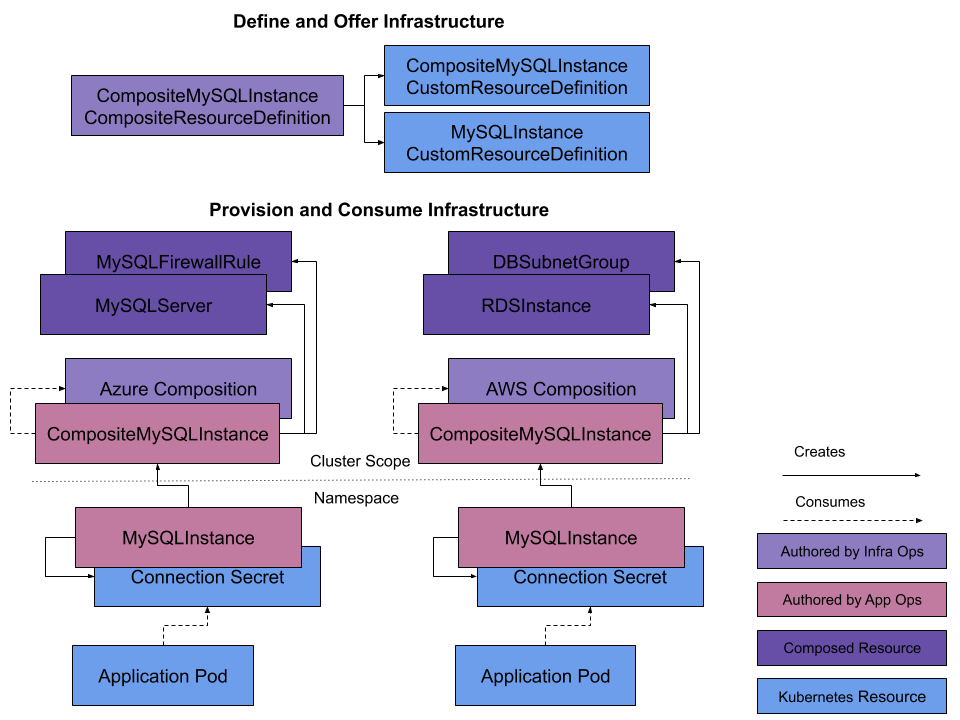 Define and Offer Infrastructure
CompositeMySQLInstance
CompositeResourceDefinition
CompositeMySQLInstance
CustomResourceDefinition
MySQLInstance
CustomResourceDefinition
Provision and Consume Infrastructure
MySQLFirewallRule
MySQLServer
Azure Composition
CompositeMySQLInstance
DBSubnetGroup
RDSInstance
AWS Composition
CompositeMySQLInstance
Cluster Scope
Namespace
MySQLInstance
Connection Secret
Application Pod
MySQLInstance
Connection Secret
Application Pod
Creates
Consumes
Authored by Infra Ops
Authored by App Ops
Composed Resource
Kubernetes Resource